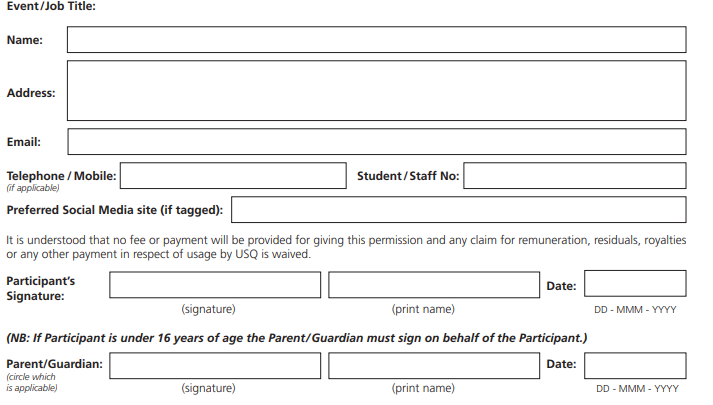 Event/Job Title:
Name:
Address:
Email:
Telephone / Mobile: Student / Staff No:
(if applicable)
Preferred Social Media site (if tagged):
It is understood that no fee or payment will be provided for giving this permission and any claim for remuneration, residuals, royalties
or any other payment in respect of usage by USQ is waived.
Participant's
Signature:
Date:
(signature) (print name) DD - MMM - YYYY
(NB: If Participant is under 16 years of age the Parent/Guardian must sign on behalf of the Participant.)
Parent/Guardian: Date:
(circle which
is applicable)
(signature) (print name) DD - MMM - YYYY